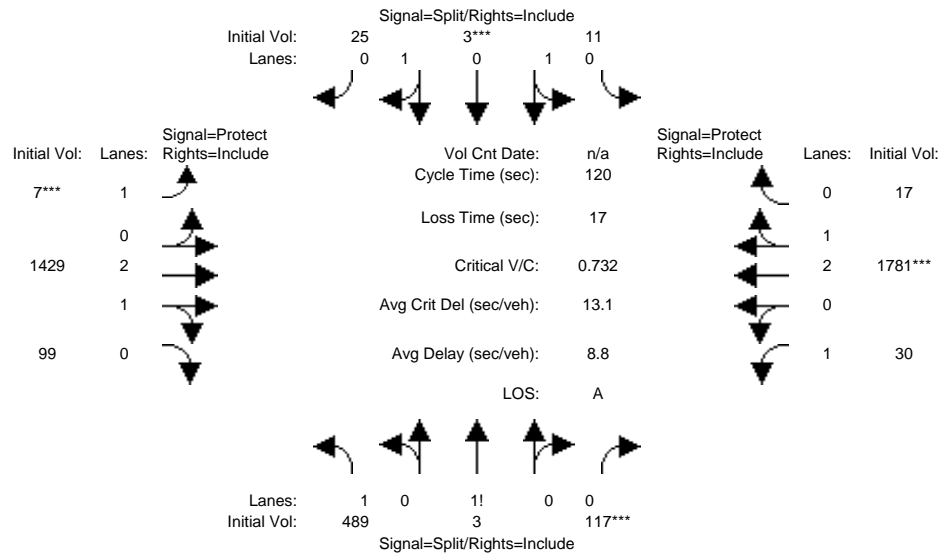 Signal=Split/Rights=Include
Initial Vol: 25 3*** 11
Lanes: 0 1 0 1 0
Signal=Protect Signal=Protect
Initial Vol: Lanes: Rights=Include Vol Cnt Date: n/a Rights=Include Lanes: Initial Vol:
Cycle Time (sec): 120
7*** 1 0 17
Loss Time (sec): 17
0 1
1429 2 Critical V/C: 0.732 2 1781***
1 Avg Crit Del (sec/veh): 13.1 0
99 0 Avg Delay (sec/veh): 8.8 1 30
LOS: A
Lanes: 1 0 1! 0 0
Initial Vol: 489 3 117***
Signal=Split/Rights=Include